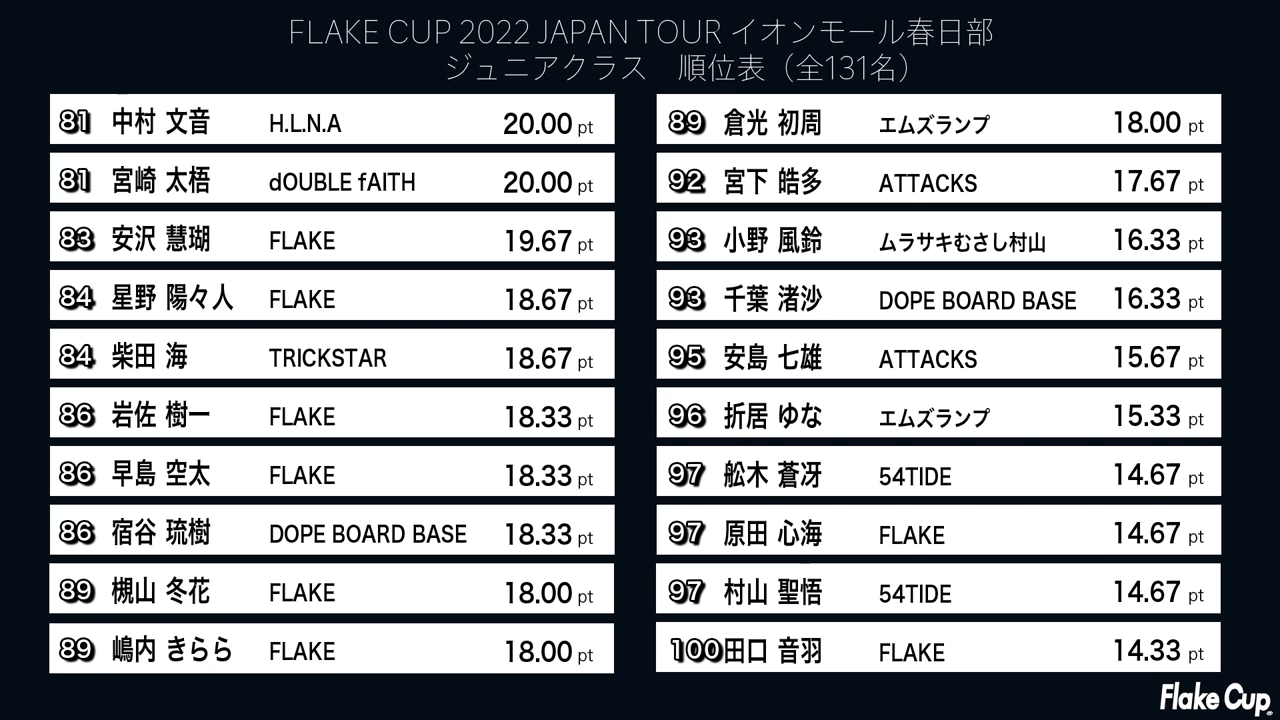 FLAKE CUP 2022 JAPAN TOUR イオンモール春日部
ジュニアクラス 順位表（全131名）
81 中村 文音 H.L.N.A 20.00 pt
81 宮崎 太梧 dOUBLE fAITH 20.00 pt
83 安沢 慧瑚 FLAKE 19.67 pt
84 星野 陽々人 FLAKE 18.67 pt
84 柴田 海 TRICKSTAR 18.67 pt
86 岩佐 樹一 FLAKE 18.33 pt
86 早島 空太 FLAKE 18.33 pt
86 宿谷 琉樹 DOPE BOARD BASE 18.33 pt
89 槻山 冬花 FLAKE 18.00 pt
89 嶋内 きらら FLAKE 18.00 pt
89 倉光 初周 エムズランプ 18.00 pt
92 宮下 皓多 ATTACKS 17.67 pt
93 小野 風鈴 ムラサキむさし村山 16.33 pt
93 千葉 渚沙 DOPE BOARD BASE 16.33 pt
95 安島 七雄 ATTACKS 15.67 pt
96 折居 ゆな エムズランプ 15.33 pt
97 舩木 蒼冴 54TIDE 14.67 pt
97 原田 心海 FLAKE 14.67 pt
97 村山 聖悟 54TIDE 14.67 pt
100 田口 音羽 FLAKE 14.33 pt
Flake Cup